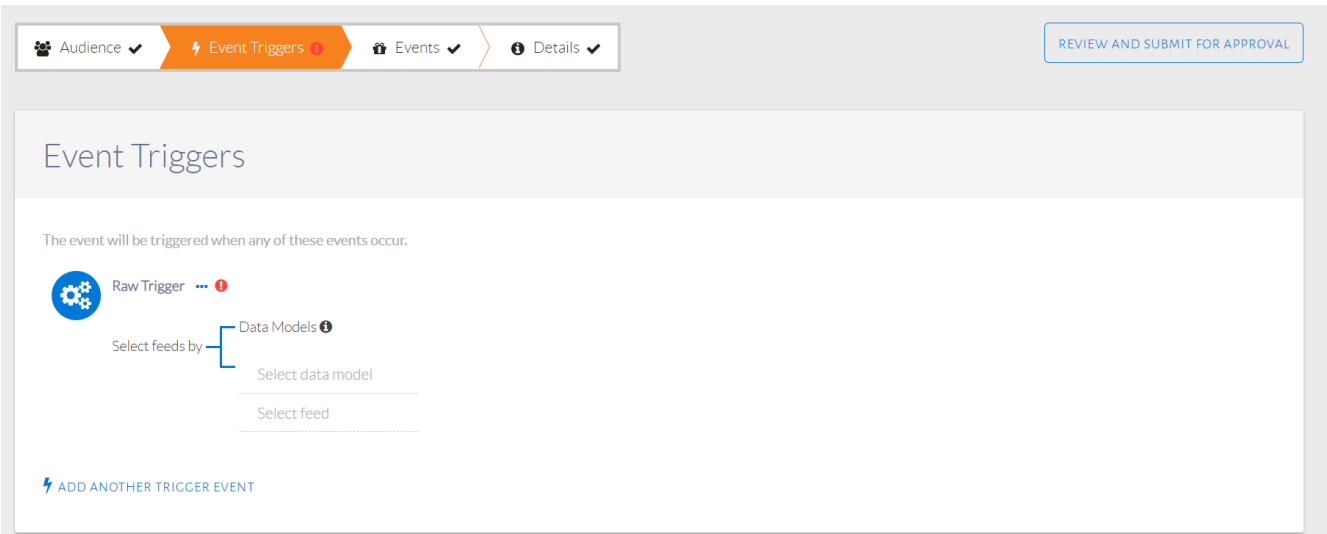 Audience
Event Triggers
Events
Details
REVIEW AND SUBMIT FOR APPROVAL
Event Triggers
The event will be triggered when any of these events occur.
Raw Trigger
Data Models
Select feeds by
Select data model
Select feed
ADD ANOTHER TRIGGER EVENT